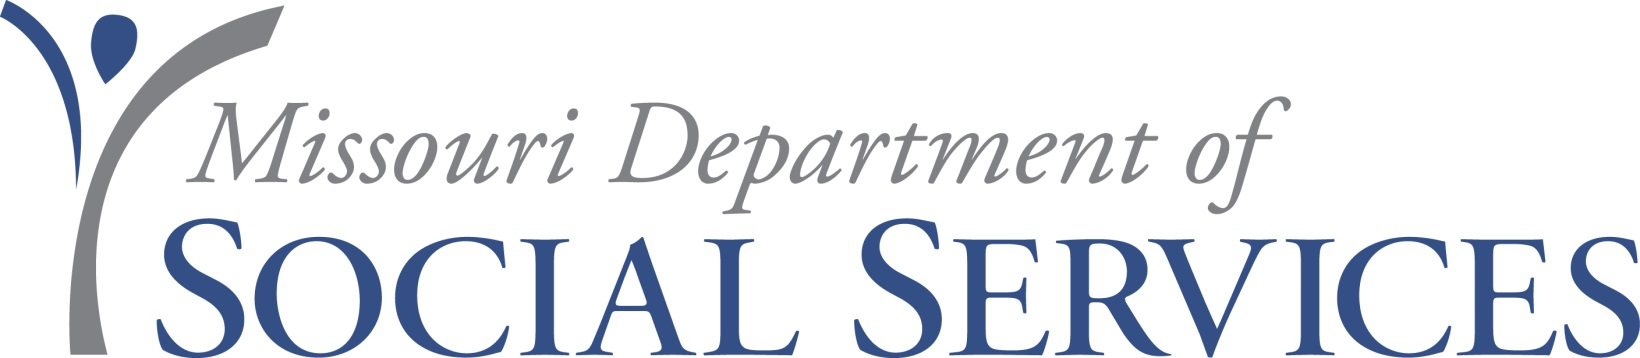 Missouri Department of
SOCIAL SERVICES